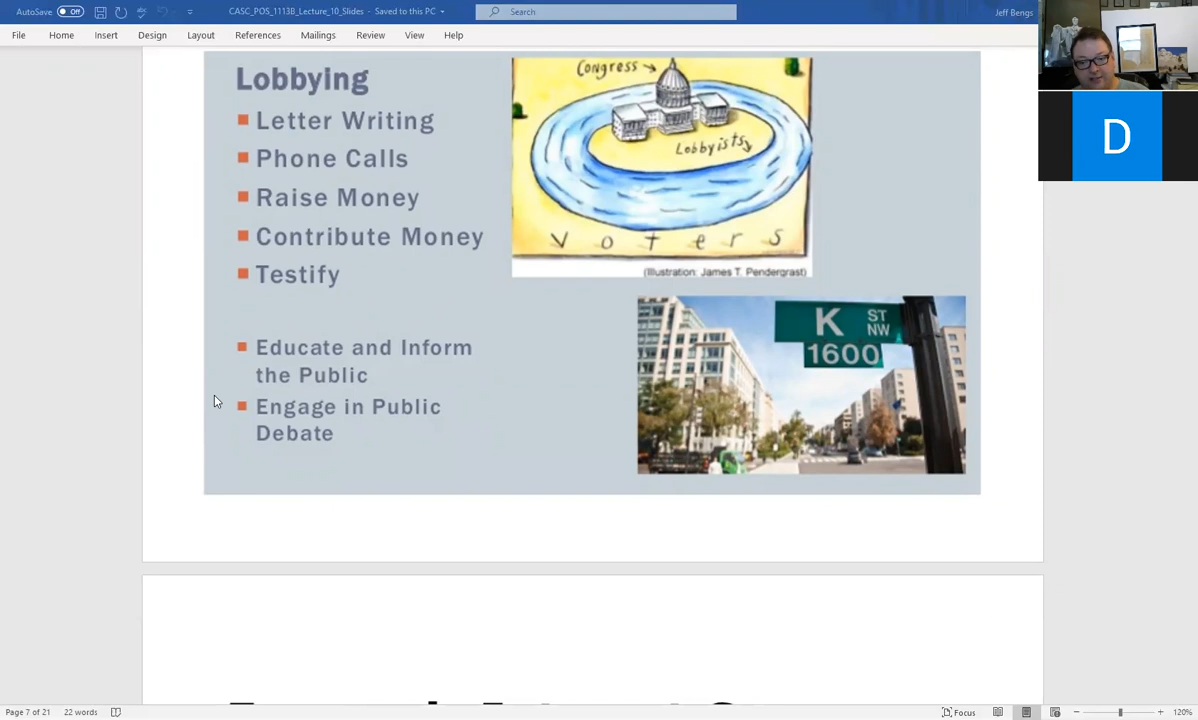 AutoSave
Off
CASC_POS_1113B_Lecture_10_Slides - Saved to this PC
Search
Jeff Bengs
File
Home
Insert
Design
Layout
References
Mailings
Review
View
Help
Lobbying
Letter Writing
Phone Calls
Raise Money
Contribute Money
Testify
Educate and Inform
the Public
Engage in Public
Debate
Congress
Lobbyists
Voters
(Illustration: James T. Pendergrast)
K ST NW
1600
D
Page 7 of 21
22 words
Focus
120%